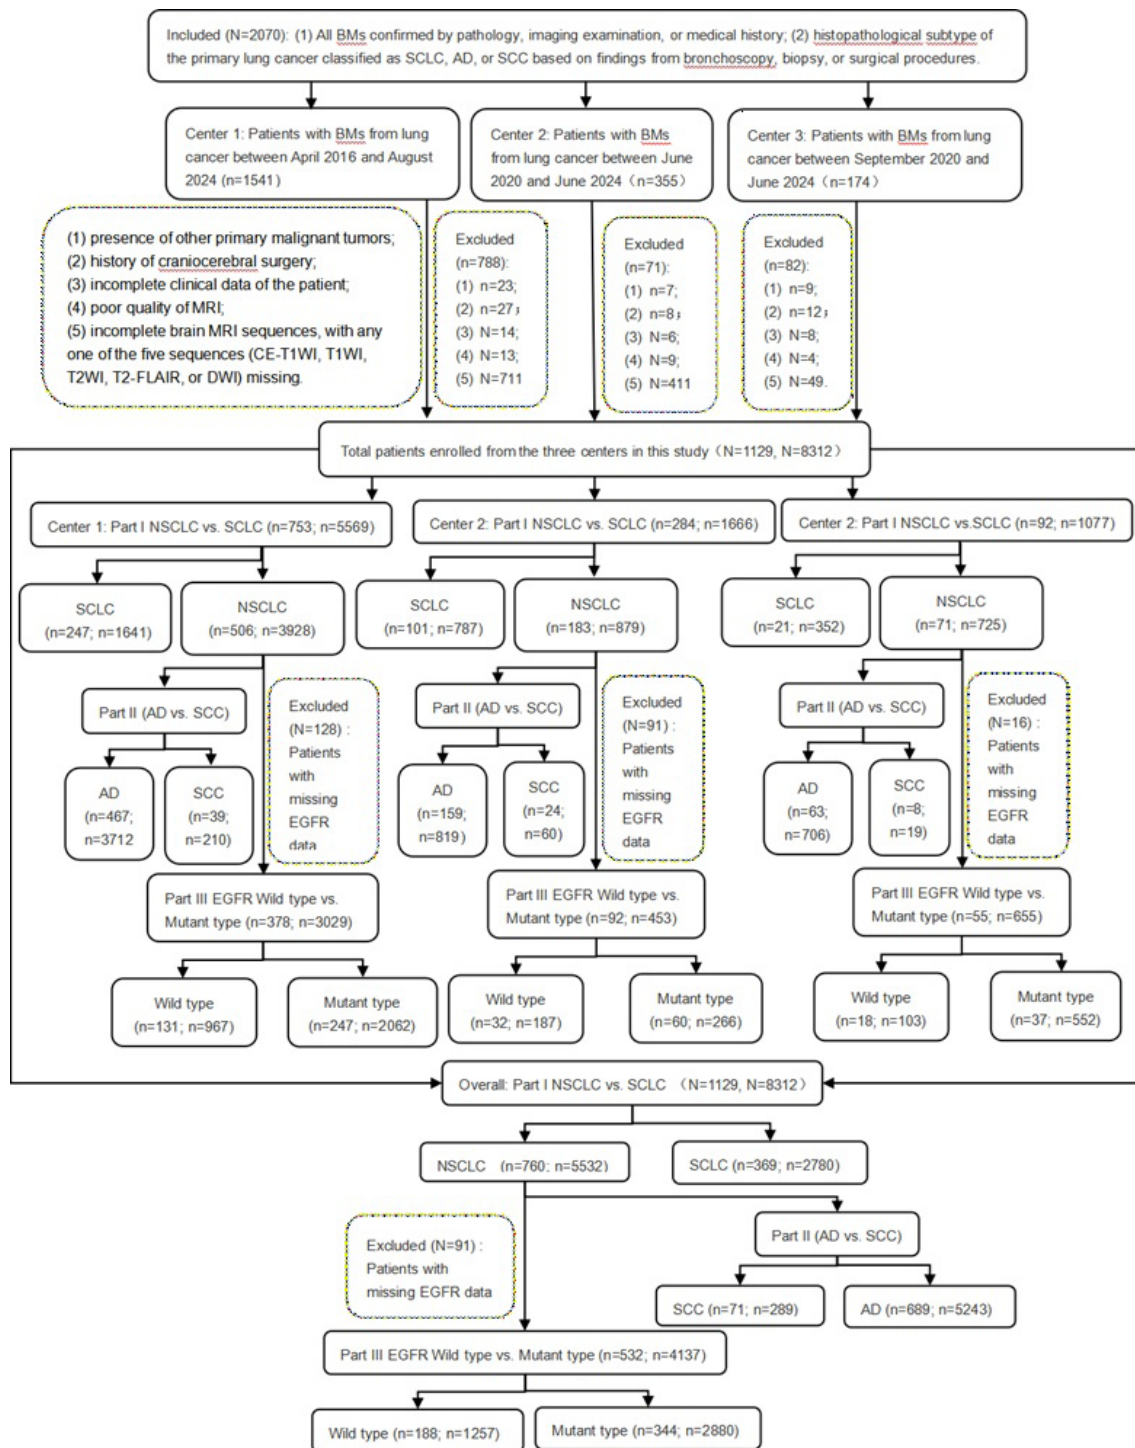 Included (N=2070): (1) All BMs confirmed by pathology, imaging examination, or medical history; (2) histopathological subtype of
the primary lung cancer classified as SCLC, AD, or SCC based on findings from bronchoscopy, biopsy, or surgical procedures.
Center 1: Patients with BMs from lung
cancer between April 2016 and August
2024 (n=1541)
Center 2: Patients with BMs
from lung cancer between June
2020 and June 2024（n=355）
Center 3: Patients with BMs from lung
cancer between September 2020 and
June 2024（n=174）
(1) presence of other primary malignant tumors;
(2) history of craniocerebral surgery;
(3) incomplete clinical data of the patient;
(4) poor quality of MRI;
(5) incomplete brain MRI sequences, with any
one of the five sequences (CE-T1WI, T1WI,
T2WI, T2-FLAIR, or DWI) missing.
Excluded
(n=788):
(1) n=23;
(2) n=27；
(3) N=14;
(4) N=13;
(5) N=711
Excluded
(n=71):
(1) n=7;
(2) n=8；
(3) N=6;
(4) N=9;
(5) N=411
Excluded
(n=82):
(1) n=9;
(2) n=12；
(3) N=8;
(4) N=4;
(5) N=49.
Total patients enrolled from the three centers in this study（N=1129, N=8312）
Center 1: Part I NSCLC vs. SCLC (n=753; n=5569)
Center 2: Part I NSCLC vs. SCLC (n=284; n=1666)
Center 2: Part I NSCLC vs.SCLC (n=92; n=1077)
SCLC
(n=247; n=1641)
NSCLC
(n=506; n=3928)
SCLC
(n=101; n=787)
NSCLC
(n=183; n=879)
SCLC
(n=21; n=352)
NSCLC
(n=71; n=725)
Part II (AD vs. SCC)
Excluded
(N=128) :
Patients
with
missing
EGFR
data
Part II (AD vs. SCC)
Excluded
(N=91) :
Patients
with
missing
EGFR
data
Part II (AD vs. SCC)
Excluded
(N=16) :
Patients
with
missing
EGFR
data
AD
(n=467;
n=3712
SCC
(n=39;
n=210)
AD
(n=159;
n=819)
SCC
(n=24;
n=60)
AD
(n=63;
n=706)
SCC
(n=8;
n=19)
Part III EGFR Wild type vs.
Mutant type (n=378; n=3029)
Part III EGFR Wild type vs.
Mutant type (n=92; n=453)
Part III EGFR Wild type vs.
Mutant type (n=55; n=655)
Wild type
(n=131; n=967)
Mutant type
(n=247; n=2062)
Wild type
(n=32; n=187)
Mutant type
(n=60; n=266)
Wild type
(n=18; n=103)
Mutant type
(n=37; n=552)
Overall: Part I NSCLC vs. SCLC （N=1129, N=8312）
NSCLC (n=760; n=5532)
SCLC (n=369; n=2780)
Excluded (N=91) :
Patients with
missing EGFR data
Part II (AD vs. SCC)
SCC (n=71; n=289)
AD (n=689; n=5243)
Part III EGFR Wild type vs. Mutant type (n=532; n=4137)
Wild type (n=188; n=1257)
Mutant type (n=344; n=2880)